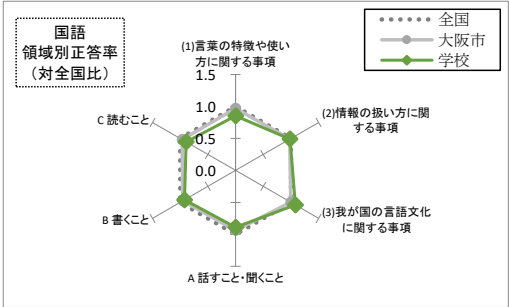 国語
領域別正答率
（対全国比）
全国
大阪市
学校
(1)言葉の特徴や使い
方に関する事項
(2)情報の扱い方に関
する事項
(3)我が国の言語文化
に関する事項
A 話すこと・聞くこと
B 書くこと
C 読むこと
1.5
1.0
0.5
0.0